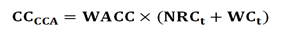 CC_CCA = WACC × (NRC_t + WC_t)